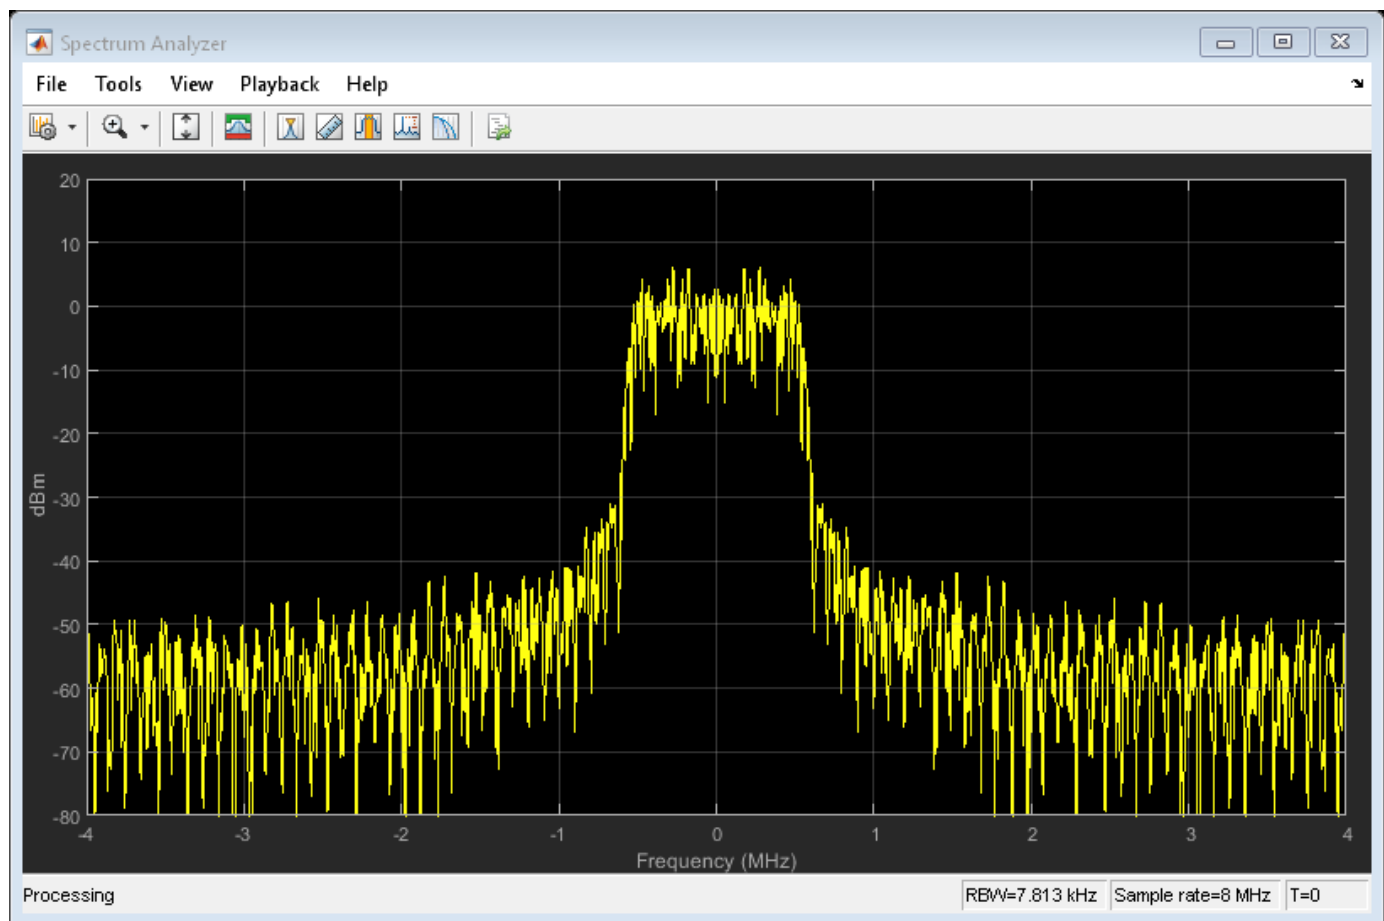 Spectrum Analyzer
File Tools View Playback Help
20
10
0
-10
-20
-30
-40
-50
-60
-70
-80
dBm
-4 -3 -2 -1 0 1 2 3 4
Frequency (MHz)
Processing RBW=7.813 kHz Sample rate=8 MHz T=0